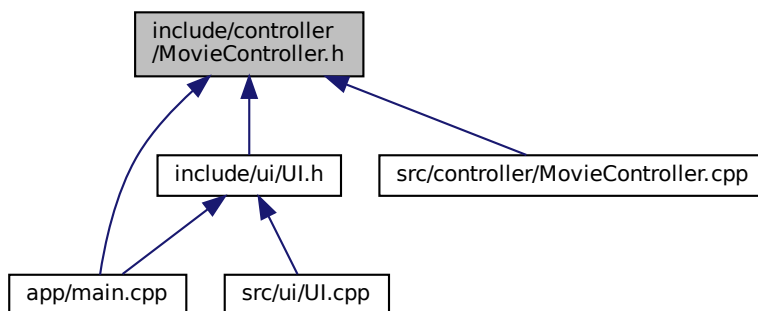 include/controller
/MovieController.h
include/ui/UI.h
src/controller/MovieController.cpp
app/main.cpp
src/ui/UI.cpp